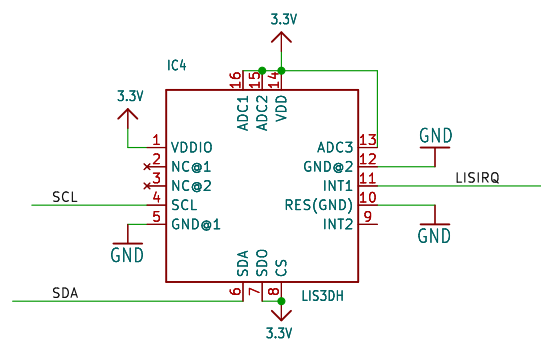 3.3V
IC4
16 15 14
ADC1 ADC2 VDD
3.3V
1 VDDIO
2 NC@1
3 NC@2
SCL 4 SCL
5 GND@1
GND
ADC3 13
GND@2 12
GND
INT1 11 LISIRQ
RES(GND) 10
INT2 9
GND
SDA SDO CS
6 7 8
SDA
LIS3DH
3.3V